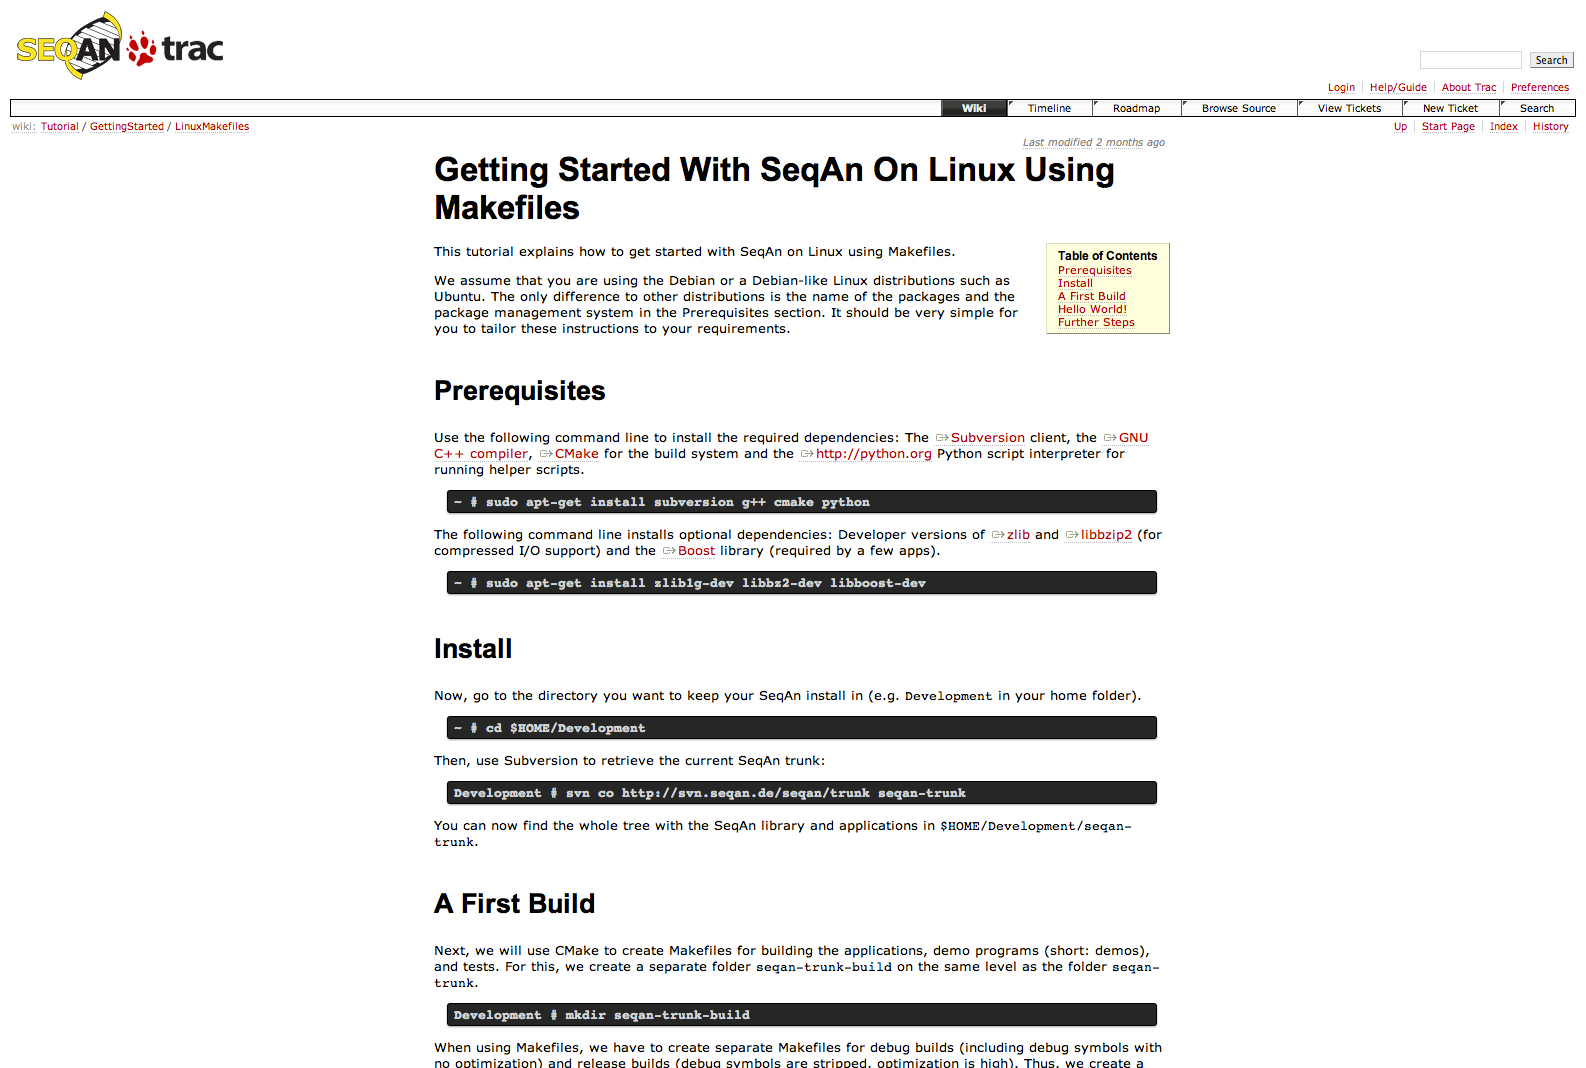 SEQAN trac
Search
Login Help/Guide About Trac Preferences
Wiki Timeline Roadmap Browse Source View Tickets New Ticket Search
wiki: Tutorial / GettingStarted / LinuxMakefiles
Up Start Page Index History
Last modified 2 months ago
Getting Started With SeqAn On Linux Using
Makefiles
This tutorial explains how to get started with SeqAn on Linux using Makefiles.
We assume that you are using the Debian or a Debian-like Linux distributions such as
Ubuntu. The only difference to other distributions is the name of the packages and the
package management system in the Prerequisites section. It should be very simple for
you to tailor these instructions to your requirements.
Table of Contents
Prerequisites
Install
A First Build
Hello World!
Further Steps
Prerequisites
Use the following command line to install the required dependencies: The Subversion client, the GNU
C++ compiler, CMake for the build system and the http://python.org Python script interpreter for
running helper scripts.
~ # sudo apt-get install subversion g++ cmake python
The following command line installs optional dependencies: Developer versions of zlib and libbzip2 (for
compressed I/O support) and the Boost library (required by a few apps).
~ # sudo apt-get install zlib1g-dev libbz2-dev libboost-dev
Install
Now, go to the directory you want to keep your SeqAn install in (e.g. Development in your home folder).
~ # cd $HOME/Development
Then, use Subversion to retrieve the current SeqAn trunk:
Development # svn co http://svn.seqan.de/seqan/trunk seqan-trunk
You can now find the whole tree with the SeqAn library and applications in $HOME/Development/seqan-
trunk.
A First Build
Next, we will use CMake to create Makefiles for building the applications, demo programs (short: demos),
and tests. For this, we create a separate folder seqan-trunk-build on the same level as the folder seqan-
trunk.
Development # mkdir seqan-trunk-build
When using Makefiles, we have to create separate Makefiles for debug builds (including debug symbols with
no optimization) and release builds (debug symbols are stripped, optimization is high). Thus, we create a